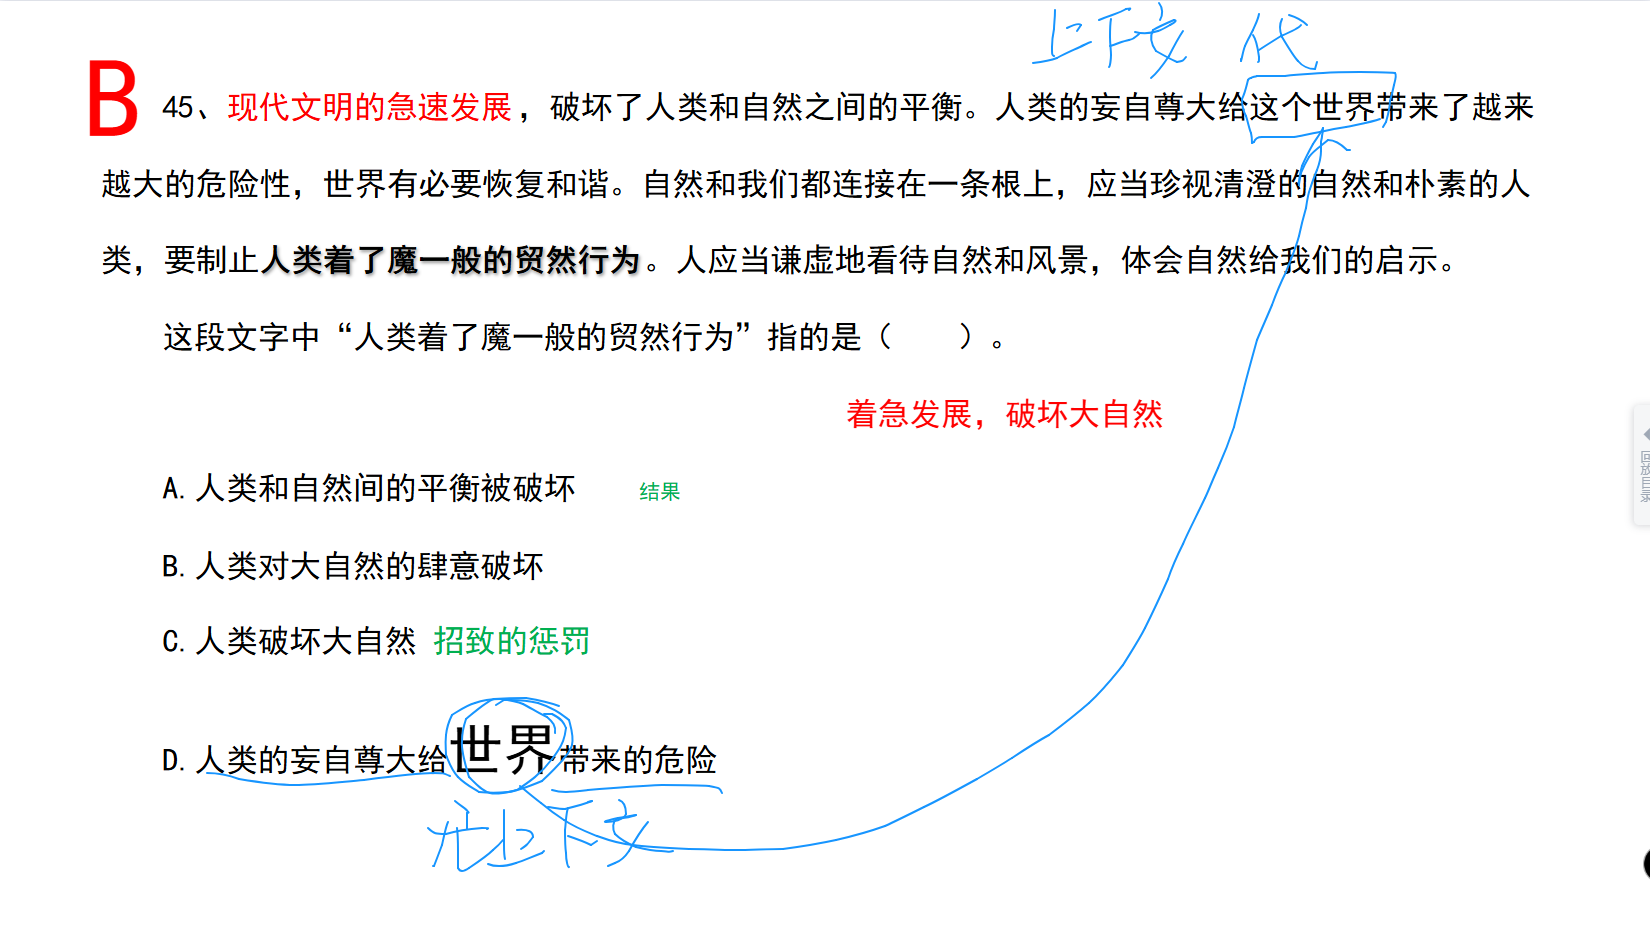 上下文 代
B
45、现代文明的急速发展，破坏了人类和自然之间的平衡。人类的妄自尊大给这个世界带来了越来
越大的危险性，世界有必要恢复和谐。自然和我们都连接在一条根上，应当珍视清澄的自然和朴素的人
类，要制止人类着了魔一般的贸然行为。人应当谦虚地看待自然和风景，体会自然给我们的启示。
这段文字中“人类着了魔一般的贸然行为”指的是（　　）。
着急发展，破坏大自然
A. 人类和自然间的平衡被破坏 结果
B. 人类对大自然的肆意破坏
C. 人类破坏大自然 招致的惩罚
D. 人类的妄自尊大给世界带来的危险
上下文
回放目录